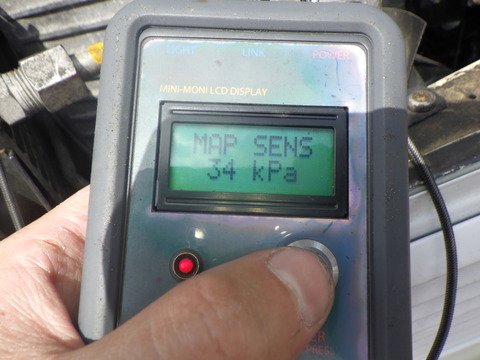 LIGHT LINK POWER
MINI-MONI LCD DISPLAY
MAP SENS
34 kPa